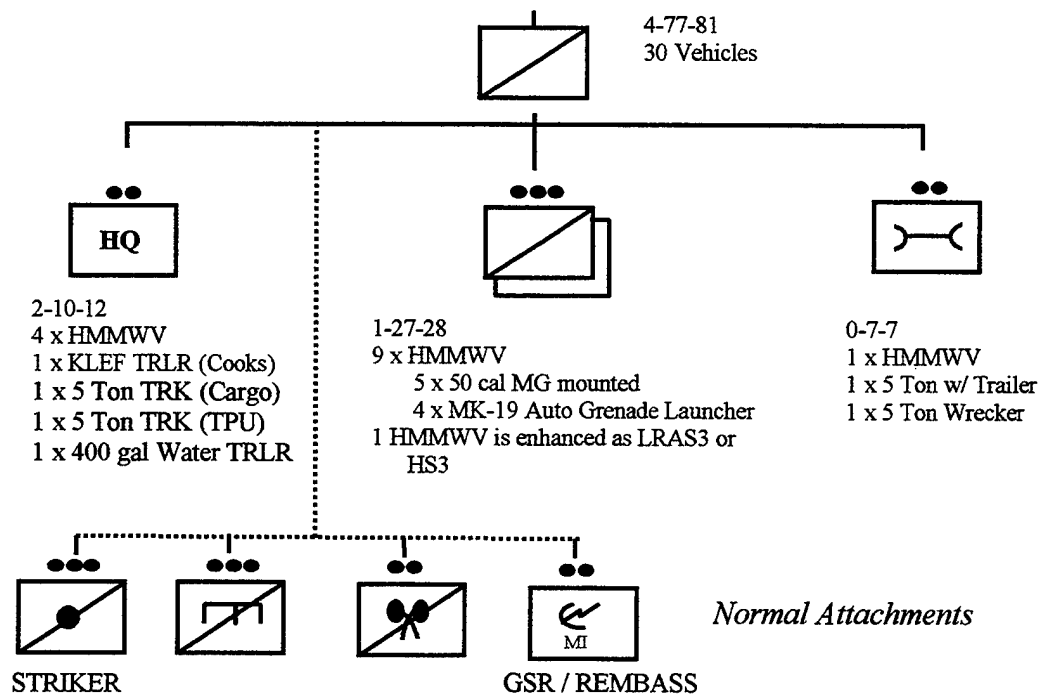 4-77-81
30 Vehicles
HQ
2-10-12
4 x HMMWV
1 x KLEF TRLR (Cooks)
1 x 5 Ton TRK (Cargo)
1 x 5 Ton TRK (TPU)
1 x 400 gal Water TRLR
1-27-28
9 x HMMWV
5 x 50 cal MG mounted
4 x MK-19 Auto Grenade Launcher
1 HMMWV is enhanced as LRAS3 or
HS3
0-7-7
1 x HMMWV
1 x 5 Ton w/ Trailer
1 x 5 Ton Wrecker
MI
Normal Attachments
STRIKER
GSR / REMBASS